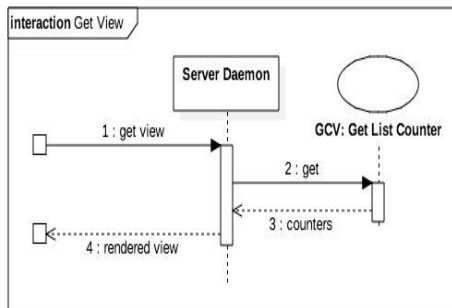 interaction Get View
Server Daemon
GCV: Get List Counter
1 : get view
2 : get
3 : counters
4 : rendered view